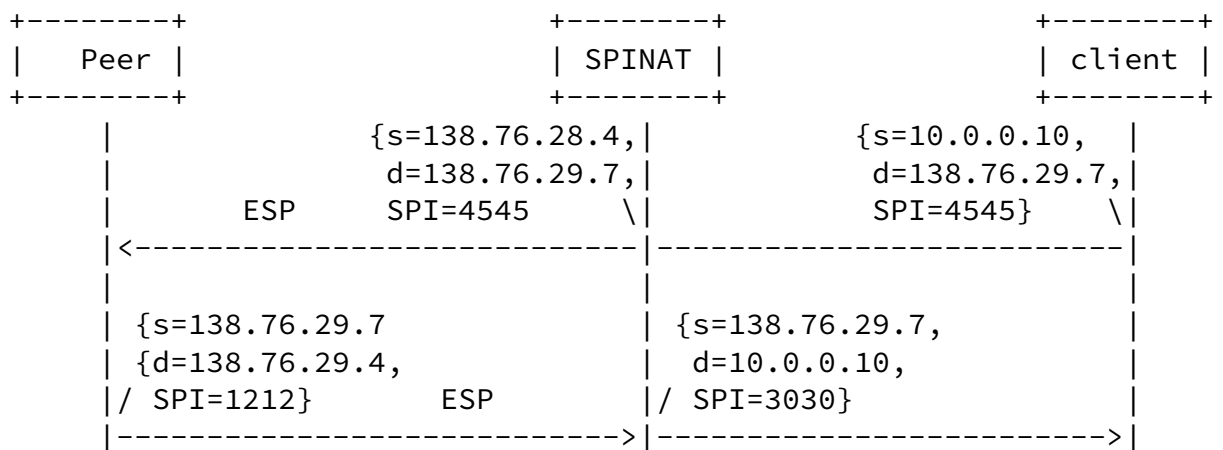 +--------+ +--------+ +--------+
| Peer | | SPINAT | | client |
+--------+ +--------+ +--------+
| {s=138.76.28.4,| {s=10.0.0.10, |
| d=138.76.29.7,| d=138.76.29.7,|
| ESP SPI=4545 \| SPI=4545} \|
|<----------------------------|--------------------------|
| | |
| {s=138.76.29.7 | {s=138.76.29.7, |
| {d=138.76.29.4, | d=10.0.0.10, |
|/ SPI=1212} ESP |/ SPI=3030} |
|---------------------------->|------------------------->|